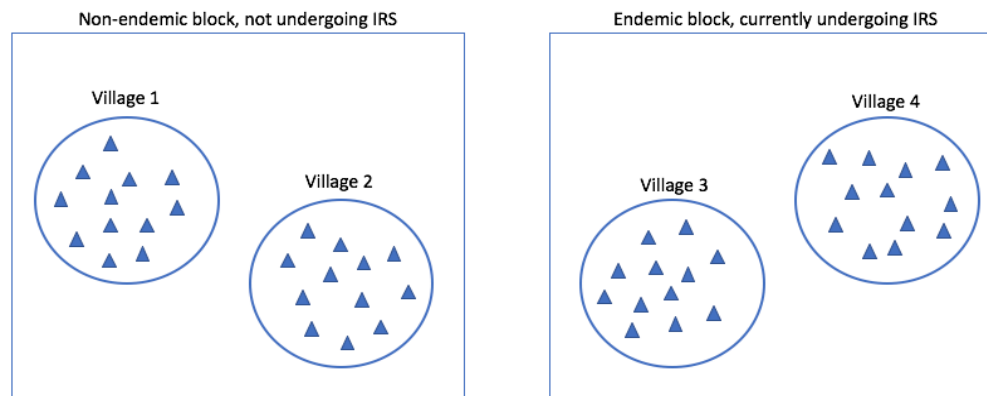 Non-endemic block, not undergoing IRS
Endemic block, currently undergoing IRS
Village 1
Village 4
Village 2
Village 3